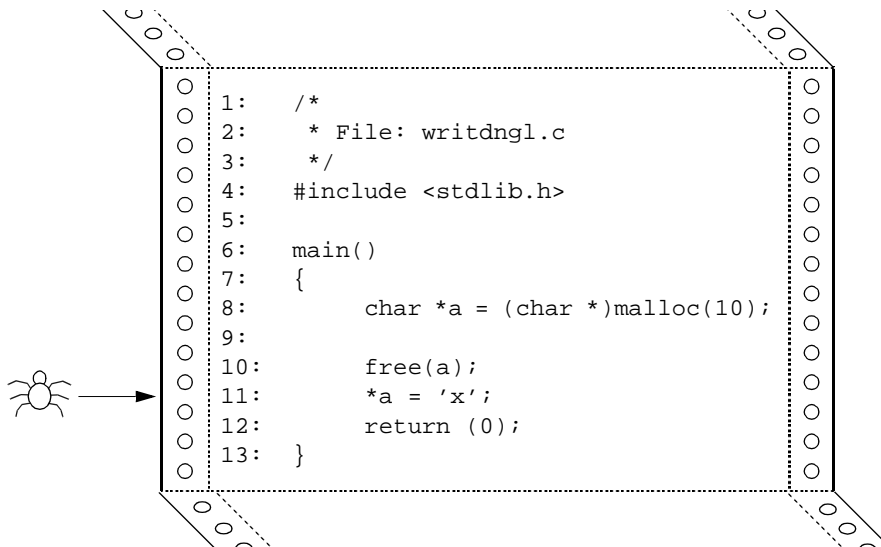 1:    /*
2:     * File: writdngl.c
3:     */
4:    #include <stdlib.h>
5:
6:    main()
7:    {
8:         char *a = (char *)malloc(10);
9:
10:        free(a);
11:        *a = ’x’;
12:        return (0);
13:   }